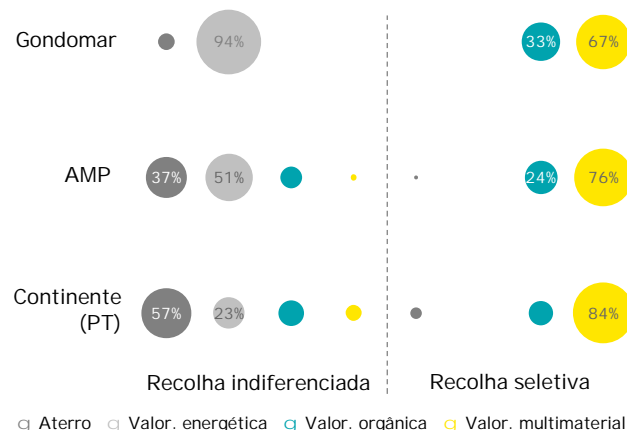 Gondomar 94% 33% 67%
AMP 37% 51% 24% 76%
Continente
(PT) 57% 23% 84%
Recolha indiferenciada Recolha seletiva
Aterro Valor. energética Valor. orgânica Valor. multimaterial